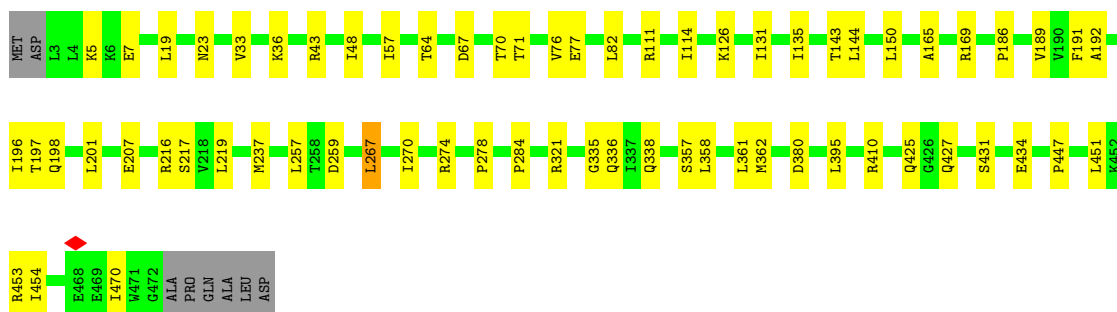 MET ASP L3 L4 K5 K6 E7 L19 N23 V33 K36 R43 I48 I57 T64 D67 T70 T71 V76 E77 L82 R111 I114 K126 I131 I135 T143 L144 L150 A165 R169 P186 V189 V190 F191 A192
I196 T197 Q198 L201 E207 R216 S217 V218 L219 M237 L257 T258 D259 L267 I270 R274 P278 P284 R321 G335 Q336 I337 Q338 S357 L358 L361 M362 D380 L395 R410 Q425 G426 Q427 S431 E434 P447 L451 K452
R453 I454 E468 E469 I470 W471 G472 ALA PRO GLN ALA LEU ASP